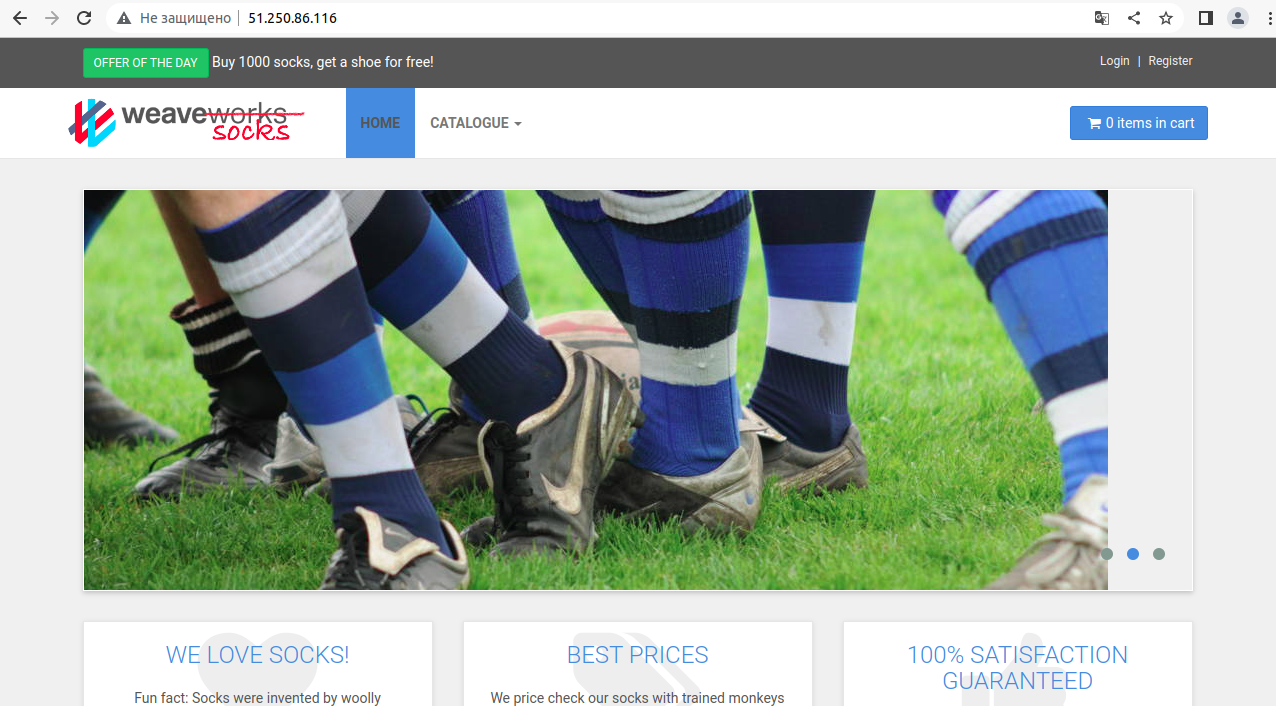 Не защищено | 51.250.86.116
OFFER OF THE DAY Buy 1000 socks, get a shoe for free!
Login | Register
weaveworks
socks
HOME
CATALOGUE
0 items in cart
WE LOVE SOCKS!
Fun fact: Socks were invented by woolly
BEST PRICES
We price check our socks with trained monkeys
100% SATISFACTION
GUARANTEED